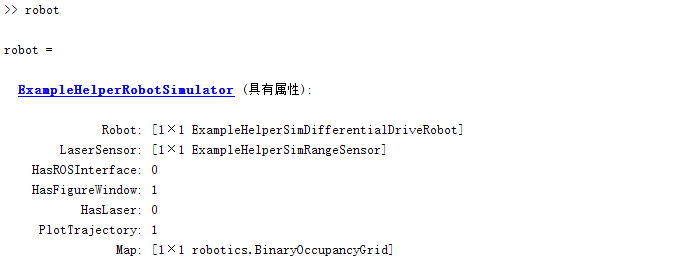 >> robot
robot =
ExampleHelperRobotSimulator (具有属性):
Robot: [1×1 ExampleHelperSimDifferentialDriveRobot]
LaserSensor: [1×1 ExampleHelperSimRangeSensor]
HasROSInterface: 0
HasFigureWindow: 1
HasLaser: 0
PlotTrajectory: 1
Map: [1×1 robotics.BinaryOccupancyGrid]